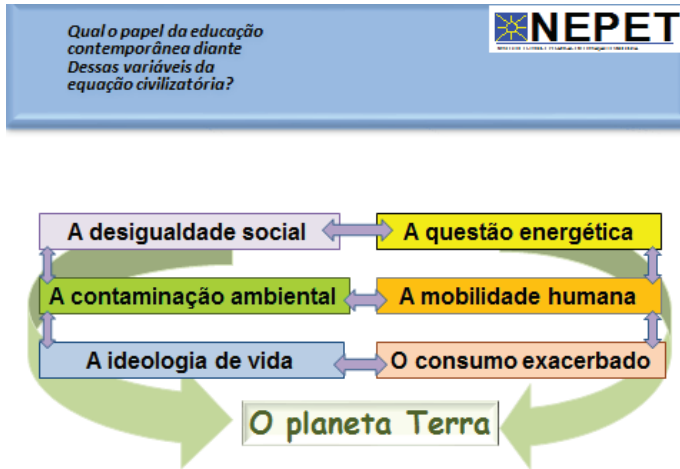 Qual o papel da educação
contemporânea diante
Dessas variáveis da
equação civilizatória?
NEPET
A desigualdade social
A questão energética
A contaminação ambiental
A mobilidade humana
A ideologia de vida
O consumo exacerbado
O planeta Terra